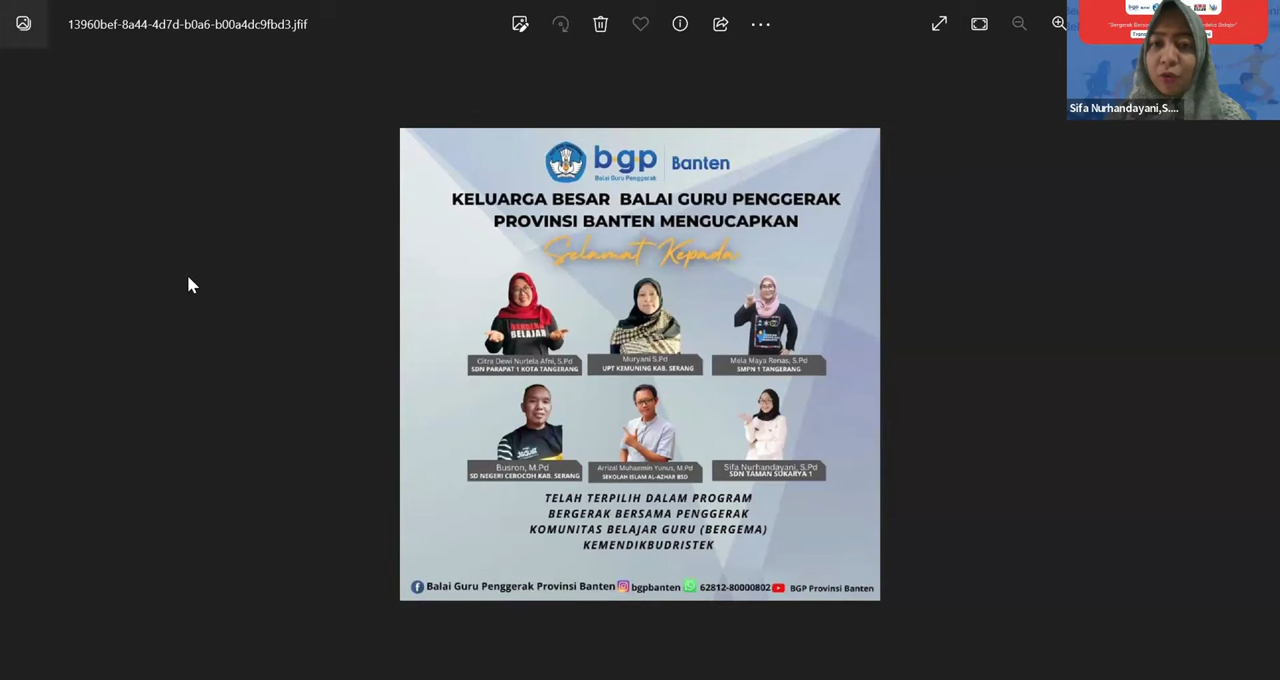 13960bef-8a44-4d7d-b0a6-b00a4dc9fbd3.jfif
Sifa Nurhandayani,S....
bgp Banten
Balai Guru Penggerak
KELUARGA BESAR BALAI GURU PENGGERAK
PROVINSI BANTEN MENGUCAPKAN
Selamat Kepada
Citra Dewi Nurlela Afni, S.Pd
SDN PARAPAT 1 KOTA TANGERANG
Muryani S.Pd
UPT KEMUNING KAB. SERANG
Mela Maya Renas, S.Pd
SMPN 1 TANGERANG
BELAJAR
Busron, M.Pd
SD NEGERI CEROCOH KAB. SERANG
Arrizal Muhaemin Yunus, M.Pd
SEKOLAH ISLAM AL-AZHAR BSD
Sifa Nurhandayani, S.Pd
SDN TAMAN SUKARYA 1
TELAH TERPILIH DALAM PROGRAM
BERGERAK BERSAMA PENGGERAK
KOMUNITAS BELAJAR GURU (BERGEMA)
KEMENDIKBUDRISTEK
Balai Guru Penggerak Provinsi Banten bgpbanten 62812-80000802 BGP Provinsi Banten